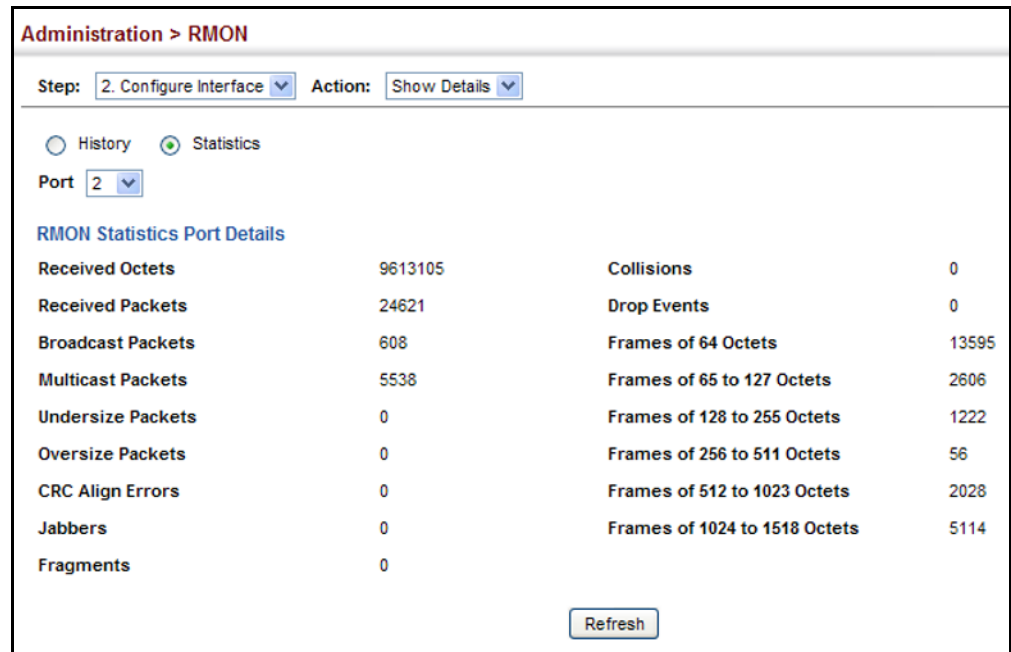 Administration > RMON
Step: 2. Configure Interface Action: Show Details
History Statistics
Port 2
RMON Statistics Port Details
Received Octets 9613105 Collisions 0
Received Packets 24621 Drop Events 0
Broadcast Packets 608 Frames of 64 Octets 13595
Multicast Packets 5538 Frames of 65 to 127 Octets 2606
Undersize Packets 0 Frames of 128 to 255 Octets 1222
Oversize Packets 0 Frames of 256 to 511 Octets 56
CRC Align Errors 0 Frames of 512 to 1023 Octets 2028
Jabbers 0 Frames of 1024 to 1518 Octets 5114
Fragments 0
Refresh